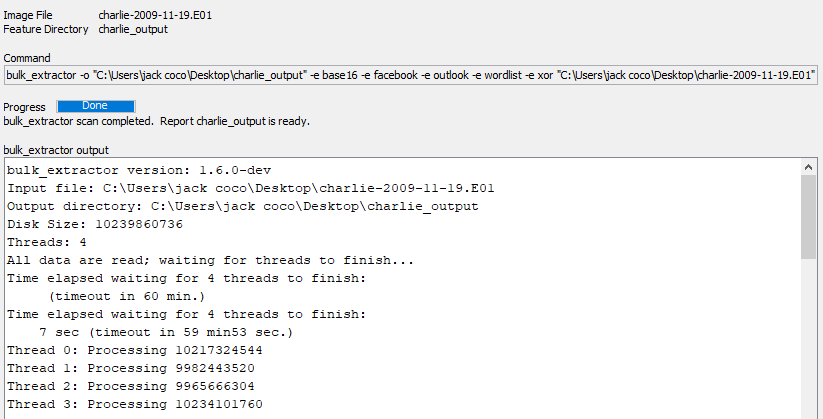 Image File charlie-2009-11-19.E01
Feature Directory charlie_output
Command
bulk_extractor -o "C:\Users\jack coco\Desktop\charlie_output" -e base16 -e facebook -e outlook -e wordlist -e xor "C:\Users\jack coco\Desktop\charlie-2009-11-19.E01"
Progress Done
bulk_extractor scan completed. Report charlie_output is ready.
bulk_extractor output
bulk_extractor version: 1.6.0-dev
Input file: C:\Users\jack coco\Desktop\charlie-2009-11-19.E01
Output directory: C:\Users\jack coco\Desktop\charlie_output
Disk Size: 10239860736
Threads: 4
All data are read; waiting for threads to finish...
Time elapsed waiting for 4 threads to finish:
(timeout in 60 min.)
Time elapsed waiting for 4 threads to finish:
7 sec (timeout in 59 min53 sec.)
Thread 0: Processing 10217324544
Thread 1: Processing 9982443520
Thread 2: Processing 9965666304
Thread 3: Processing 10234101760